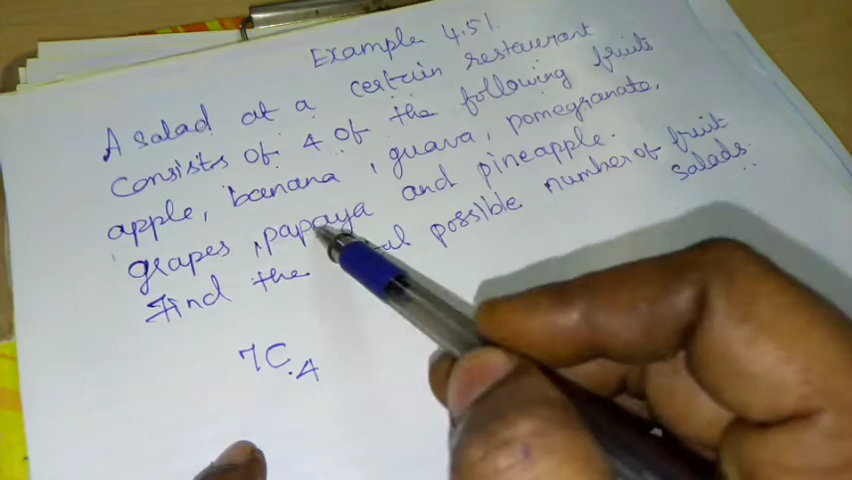 Example 4.51.
A salad at a certain restaurant
consists of 4 of the following fruits
apple, banana, guava, pomegranate,
grapes, papaya and pineapple.
Find the possible number of fruit
salads.
7C4